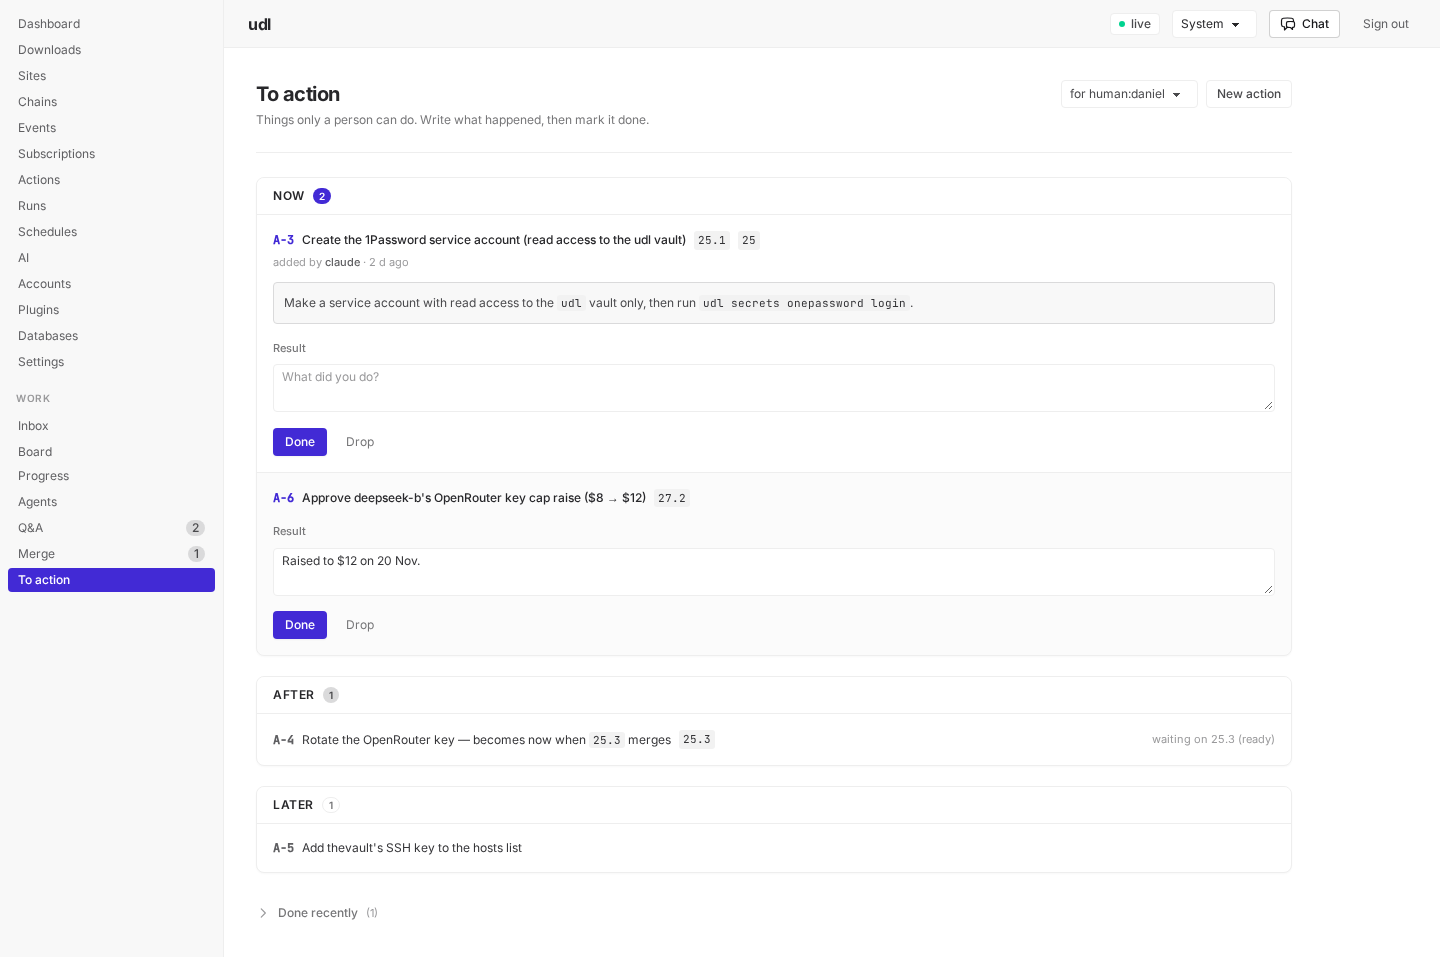 Dashboard
Downloads
Sites
Chains
Events
Subscriptions
Actions
Runs
Schedules
AI
Accounts
Plugins
Databases
Settings
WORK
Inbox
Board
Progress
Agents
Q&A 2
Merge 1
To action
udl
live
System
Chat
Sign out
To action
Things only a person can do. Write what happened, then mark it done.
for human:daniel
New action
NOW 2
A-3 Create the 1Password service account (read access to the udl vault) 25.1 25
added by claude · 2 d ago
Make a service account with read access to the udl vault only, then run udl secrets onepassword login.
Result
What did you do?
Done Drop
A-6 Approve deepseek-b's OpenRouter key cap raise ($8 → $12) 27.2
Result
Raised to $12 on 20 Nov.
Done Drop
AFTER 1
A-4 Rotate the OpenRouter key — becomes now when 25.3 merges 25.3
waiting on 25.3 (ready)
LATER 1
A-5 Add thevault's SSH key to the hosts list
Done recently (1)